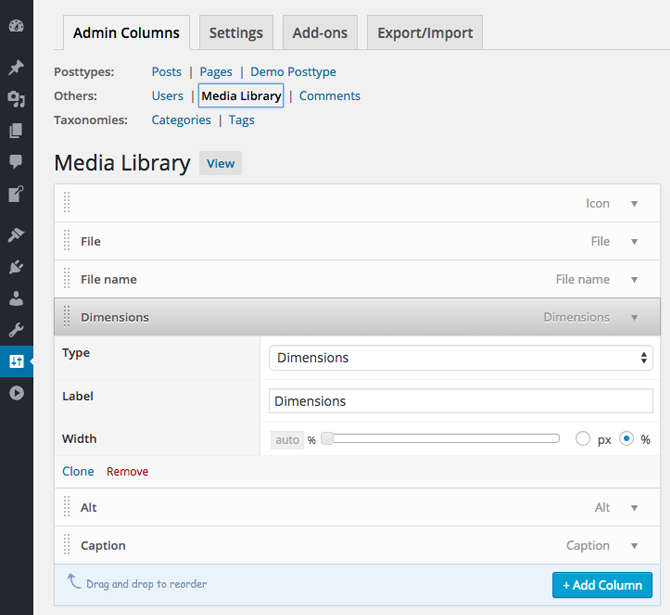 Admin Columns Settings Add-ons Export/Import
Posttypes: Posts | Pages | Demo Posttype
Others: Users | Media Library | Comments
Taxonomies: Categories | Tags
Media Library View
Icon
File File
File name File name
Dimensions Dimensions
Type Dimensions
Label Dimensions
Width auto % px %
Clone Remove
Alt Alt
Caption Caption
Drag and drop to reorder + Add Column